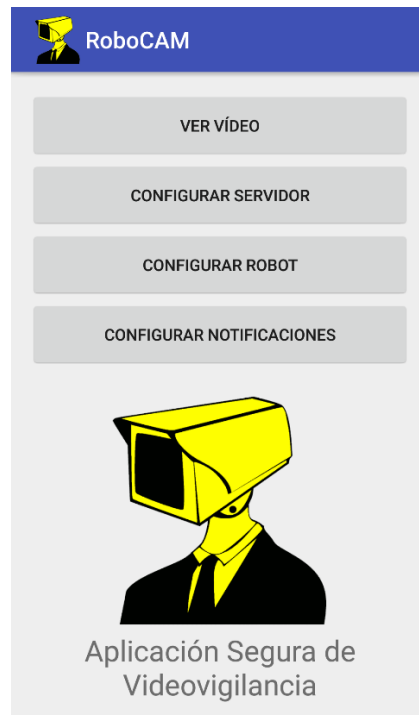 RoboCAM
VER VÍDEO
CONFIGURAR SERVIDOR
CONFIGURAR ROBOT
CONFIGURAR NOTIFICACIONES
Aplicación Segura de
Videovigilancia